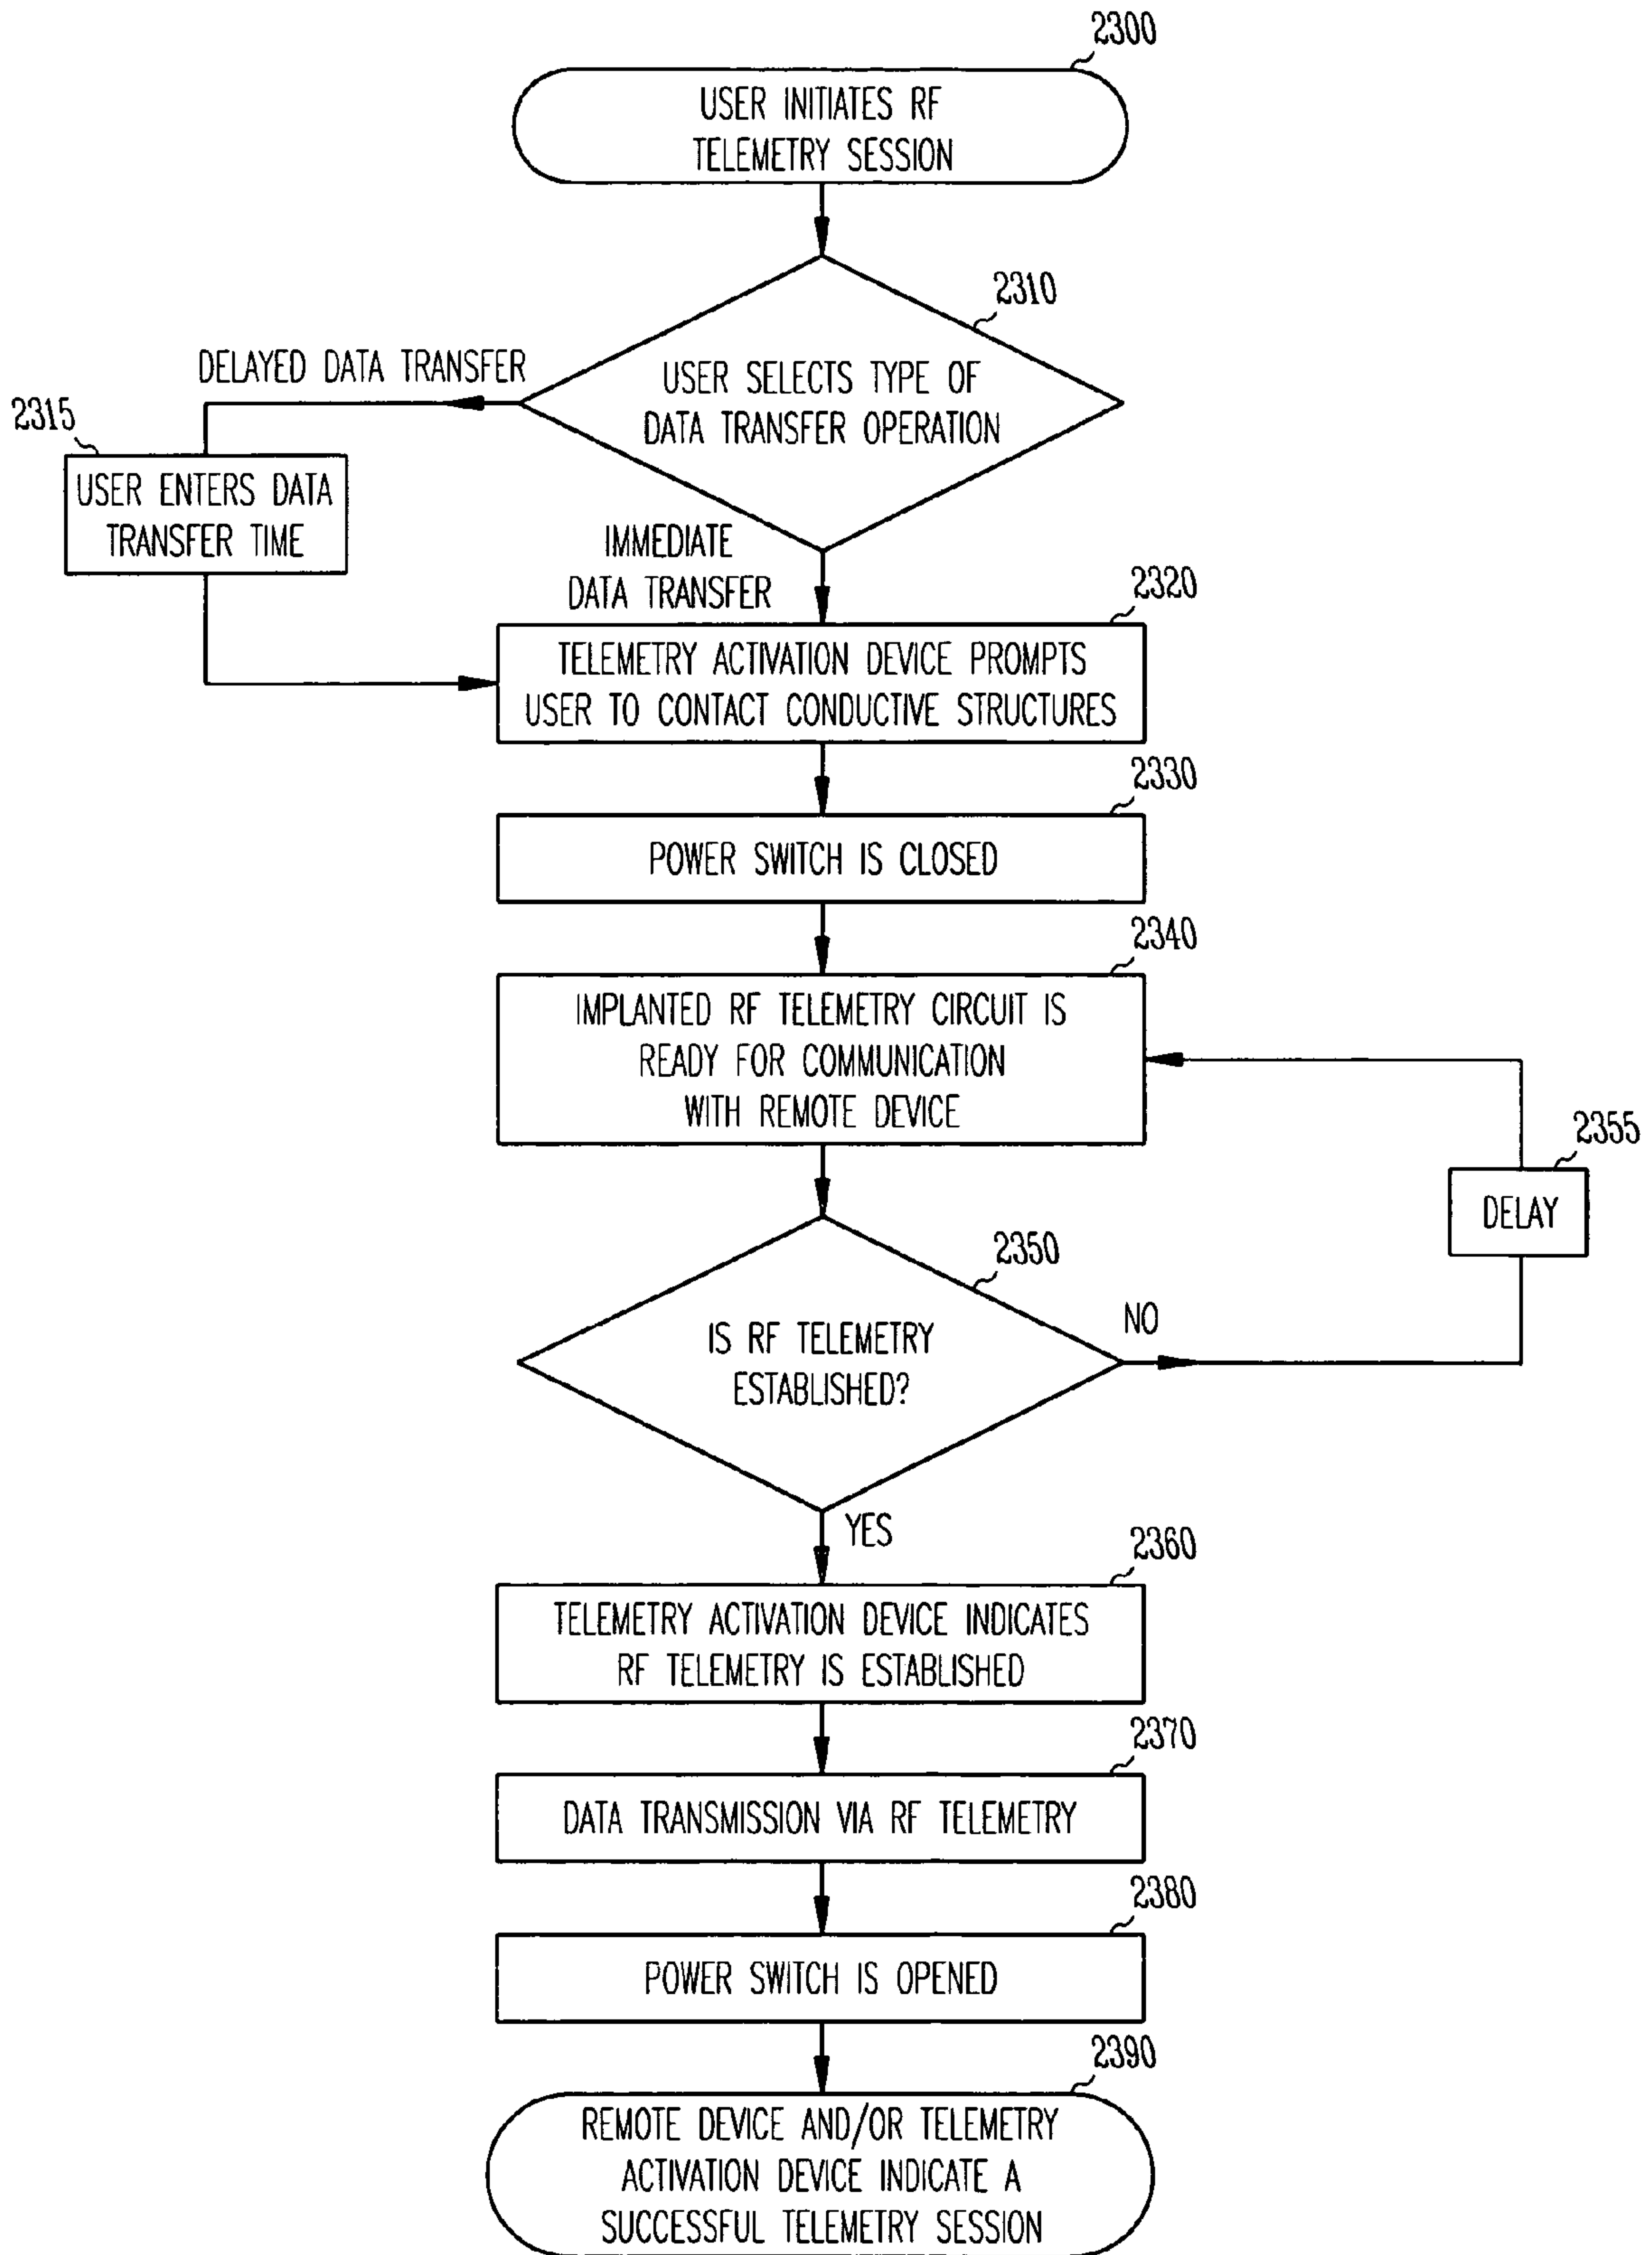 2300
USER INITIATES RF
TELEMETRY SESSION
2310
USER SELECTS TYPE OF
DATA TRANSFER OPERATION
DELAYED DATA TRANSFER
2315
USER ENTERS DATA
TRANSFER TIME
IMMEDIATE
DATA TRANSFER
2320
TELEMETRY ACTIVATION DEVICE PROMPTS
USER TO CONTACT CONDUCTIVE STRUCTURES
2330
POWER SWITCH IS CLOSED
2340
IMPLANTED RF TELEMETRY CIRCUIT IS
READY FOR COMMUNICATION
WITH REMOTE DEVICE
2355
DELAY
2350
IS RF TELEMETRY
ESTABLISHED?
NO
YES
2360
TELEMETRY ACTIVATION DEVICE INDICATES
RF TELEMETRY IS ESTABLISHED
2370
DATA TRANSMISSION VIA RF TELEMETRY
2380
POWER SWITCH IS OPENED
2390
REMOTE DEVICE AND/OR TELEMETRY
ACTIVATION DEVICE INDICATE A
SUCCESSFUL TELEMETRY SESSION